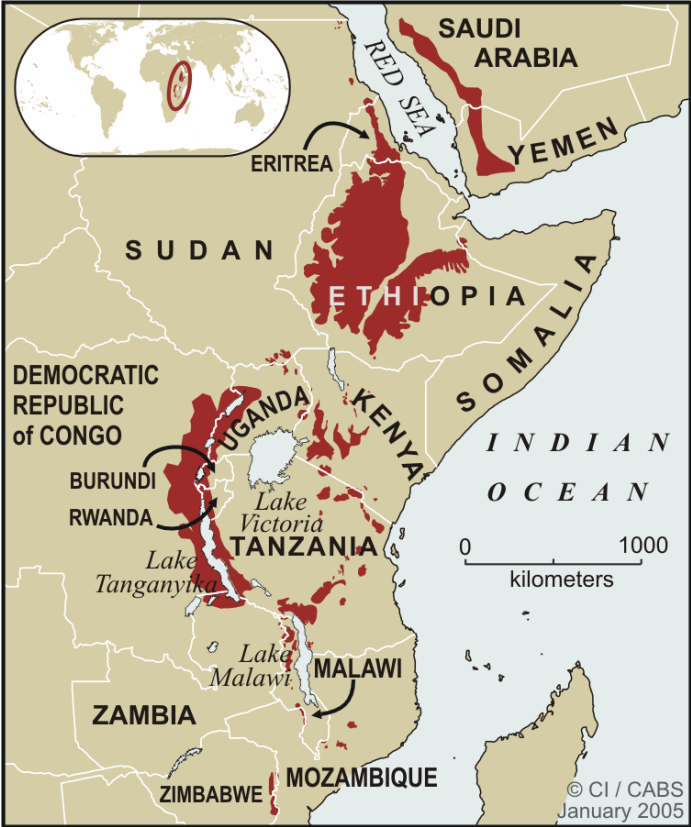 SAUDI
ARABIA
RED SEA
YEMEN
ERITREA
SUDAN
ETHIOPIA
SOMALIA
DEMOCRATIC
REPUBLIC
of CONGO
UGANDA
KENYA
INDIAN
OCEAN
BURUNDI
RWANDA
Lake
Victoria
TANZANIA
0 1000
kilometers
Lake
Tanganyika
Lake
Malawi
MALAWI
ZAMBIA
MOZAMBIQUE
ZIMBABWE
© CI / CABS
January 2005